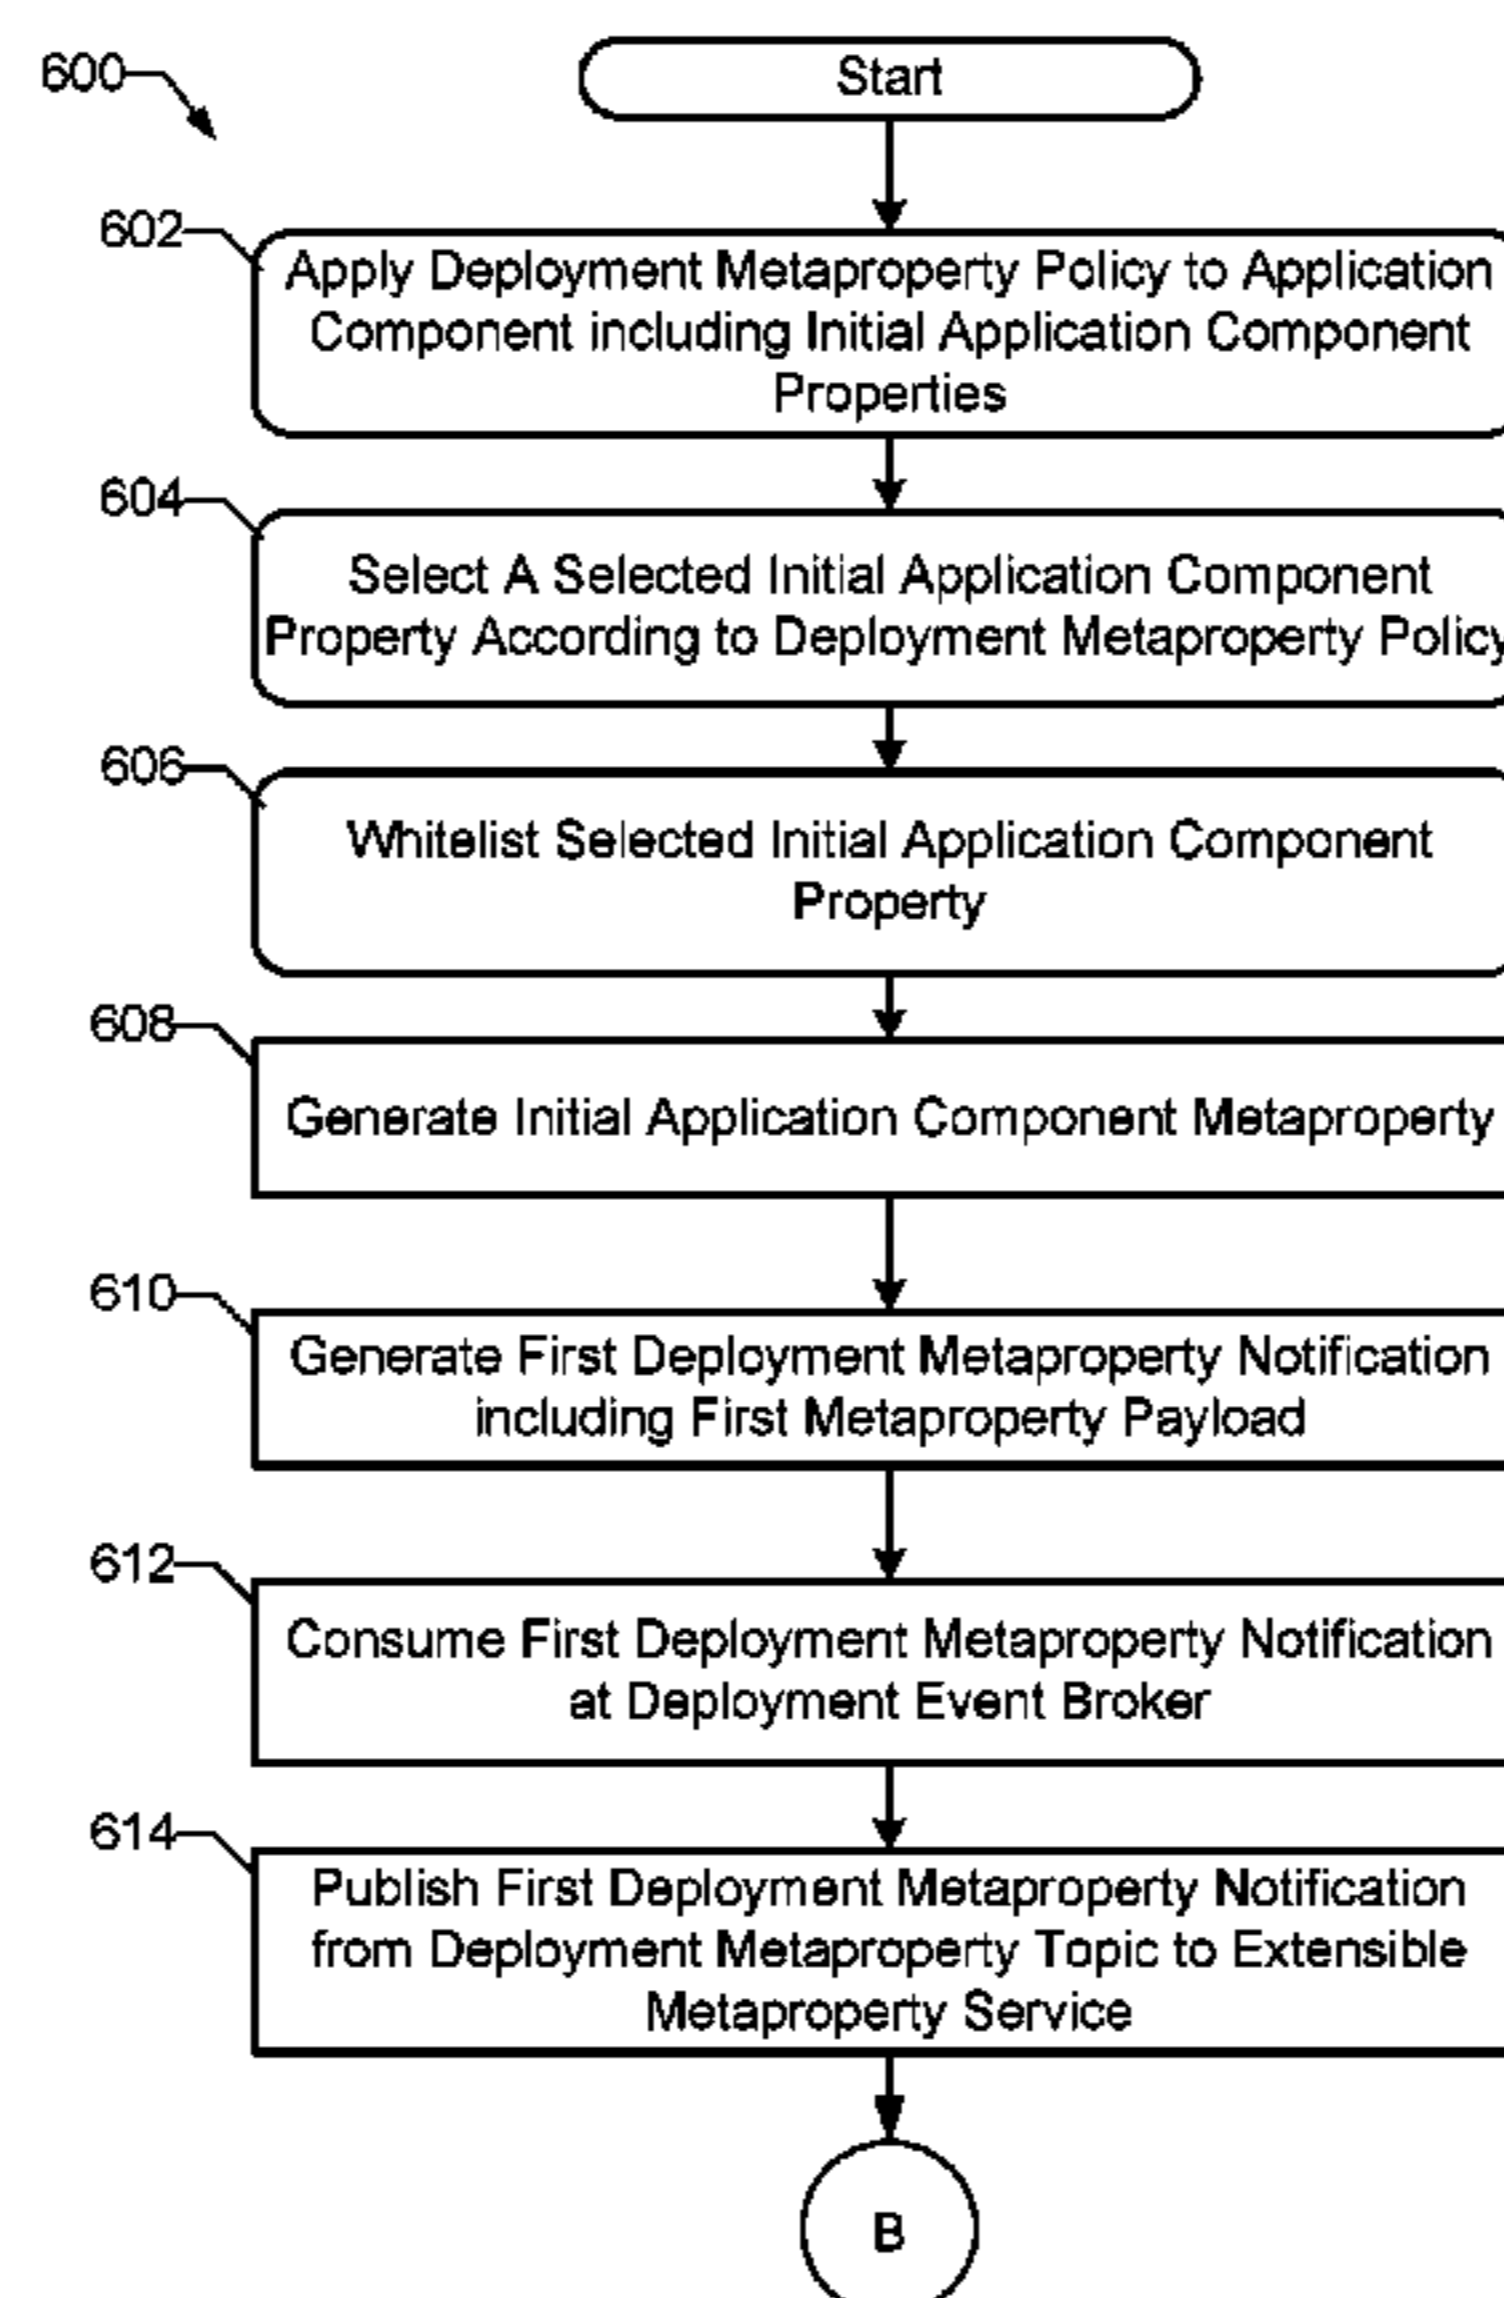 600
Start
602
Apply Deployment Metaproperty Policy to Application
Component including Initial Application Component
Properties
604
Select A Selected Initial Application Component
Property According to Deployment Metaproperty Policy
606
Whitelist Selected Initial Application Component
Property
608
Generate Initial Application Component Metaproperty
610
Generate First Deployment Metaproperty Notification
including First Metaproperty Payload
612
Consume First Deployment Metaproperty Notification
at Deployment Event Broker
614
Publish First Deployment Metaproperty Notification
from Deployment Metaproperty Topic to Extensible
Metaproperty Service
B